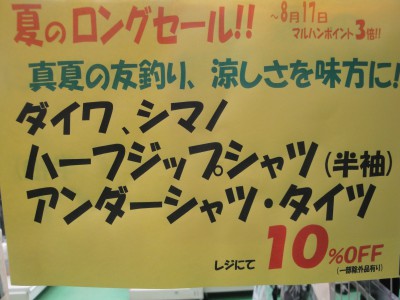 夏のロングセール!!
～8月17日
マルハンポイント3倍!!
真夏の友釣り、涼しさを味方に!
ダイワ、シマノ
ハーフジップシャツ(半袖)
アンダーシャツ・タイツ
レジにて 10%OFF
(一部除外品有り)